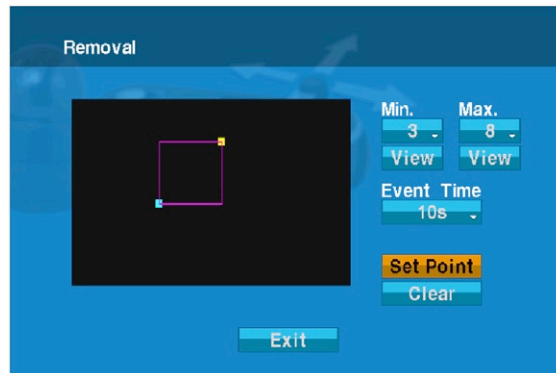 Removal
Min. Max.
3 8
View View
Event Time
10s
Set Point
Clear
Exit